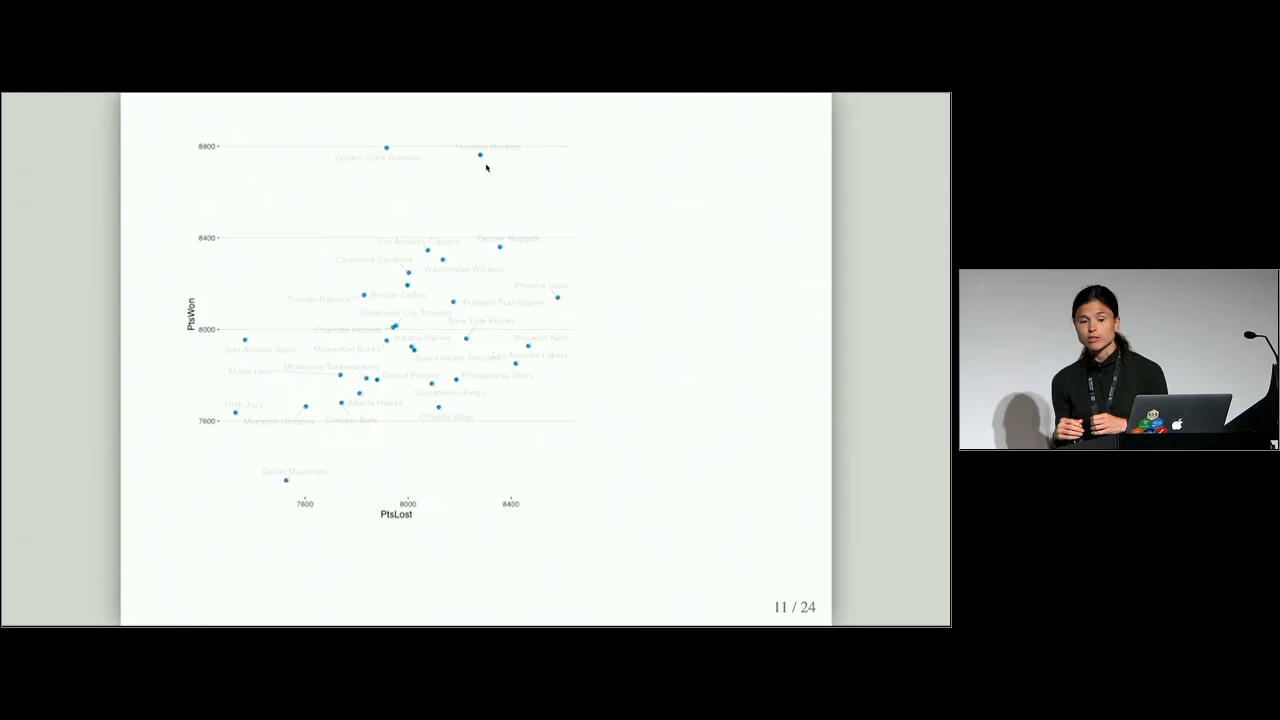 8800
Houston Rockets
Golden State Warriors
8400
Los Angeles Clippers
Denver Nuggets
Cleveland Cavaliers
Washington Wizards
Phoenix Suns
Toronto Raptors
Boston Celtics
Portland Trail Blazers
Oklahoma City Thunder
New York Knicks
PtsWon
8000
Charlotte Hornets
Indiana Pacers
Brooklyn Nets
San Antonio Spurs
Milwaukee Bucks
New Orleans Pelicans
Los Angeles Lakers
Minnesota Timberwolves
Miami Heat
Detroit Pistons
Philadelphia 76ers
Sacramento Kings
Utah Jazz
Atlanta Hawks
Memphis Grizzlies
Chicago Bulls
Orlando Magic
7600
Dallas Mavericks
7600
8000
8400
PtsLost
11 / 24